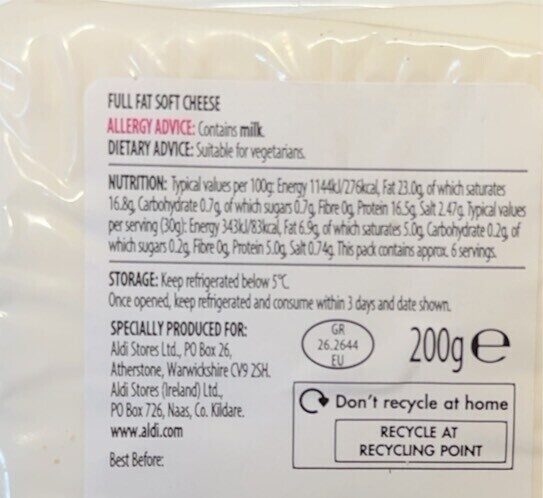 FULL FAT SOFT CHEESE
ALLERGY ADVICE: Contains milk.
DIETARY ADVICE: Suitable for vegetarians.
NUTRITION: Typical values per 100g: Energy 1144kJ/276kcal, Fat 23.0g, of which saturates
16.8g, Carbohydrate 0.7g, of which sugars 0.7g, Fibre 0g, Protein 16.5g, Salt 2.47g. Typical values
per serving (30g): Energy 343kJ/83kcal, Fat 6.9g, of which saturates 5.0g, Carbohydrate 0.2g, of
which sugars 0.2g, Fibre 0g, Protein 5.0g, Salt 0.74g. This pack contains approx. 6 servings.
STORAGE: Keep refrigerated below 5°C.
Once opened, keep refrigerated and consume within 3 days and date shown.
SPECIALLY PRODUCED FOR:
Aldi Stores Ltd., PO Box 26,
Atherstone, Warwickshire CV9 2SH.
Aldi Stores (Ireland) Ltd.,
PO Box 726, Naas, Co. Kildare.
www.aldi.com
Best Before:
GR
26.2644
EU
200g e
Don't recycle at home
RECYCLE AT
RECYCLING POINT